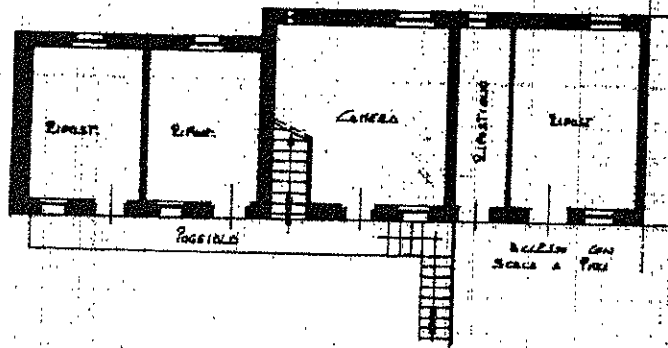 RIPOST.
RIPOST.
CAMERA
RIPOSTIGLIO
RIPOST
POGGIOLO
ACCESSO CON
SCALA A PIOLI